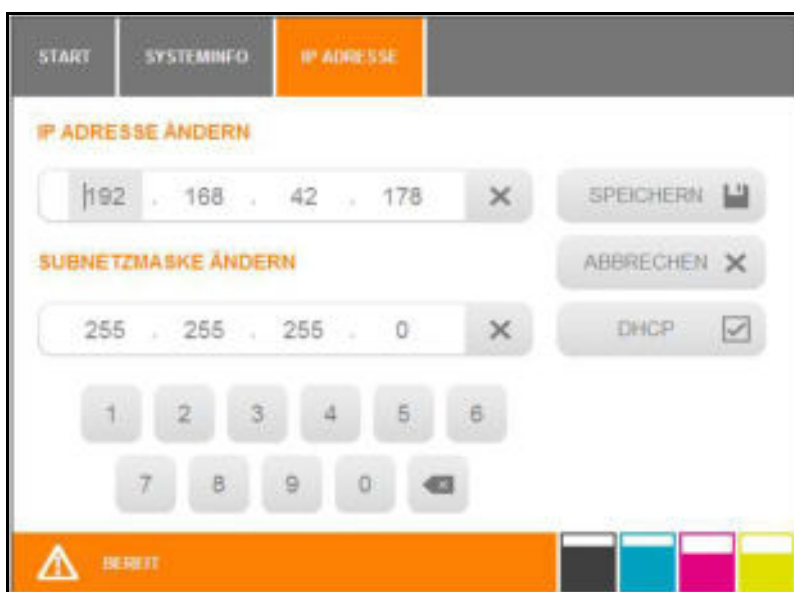 START SYSTEMINFO IP ADRESSE
IP ADRESSE ÄNDERN
192 . 168 . 42 . 178
SPEICHERN
SUBNETZMASKE ÄNDERN
ABBRECHEN
255 . 255 . 255 . 0
DHCP
1 2 3 4 5 6
7 8 9 0
BEREIT